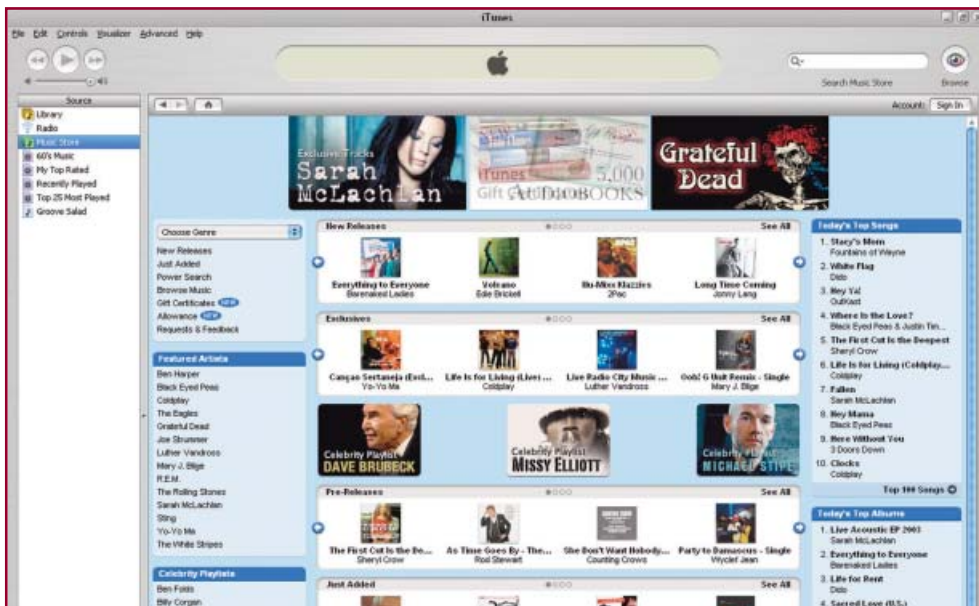 iTunes
File Edit Controls Visualizer Advanced Help
Search Music Store
Browse
Source
Library
Radio
Music Store
60's Music
My Top Rated
Recently Played
Top 25 Most Played
Groove Salad
Account: Sign In
Exclusive Tracks
Sarah
McLachlan
iTunes
5,000
Gift
AUDIOBOOKS
Grateful
Dead
Choose Genre
New Releases
Just Added
Power Search
Browse Music
Gift Certificates NEW
Allowance NEW
Requests & Feedback
Featured Artists
Ben Harper
Black Eyed Peas
Coldplay
The Eagles
Grateful Dead
Joe Strummer
Luther Vandross
Mary J. Blige
R.E.M.
The Rolling Stones
Sarah McLachlan
Sting
Yo-Yo Ma
The White Stripes
Celebrity Playlists
Ben Folds
Billy Corgan
New Releases See All
Everything to Everyone
Barenaked Ladies
Volcano
Edie Brickell
Nu-Mixx Klazzics
2Pac
Long Time Coming
Jonny Lang
Exclusives See All
Cançao Sertaneja (Excl...
Yo-Yo Ma
Life Is for Living (Live) ...
Coldplay
Live Radio City Music ...
Luther Vandross
Ooh! G Unit Remix - Single
Mary J. Blige
Celebrity Playlist
DAVE BRUBECK
Celebrity Playlist
MISSY ELLIOTT
Celebrity Playlist
MICHAEL STIPE
Pre-Releases See All
The First Cut Is the De...
Sheryl Crow
As Time Goes By - The...
Rod Stewart
She Don't Want Nobody...
Counting Crows
Party to Damascus - Single
Wyclef Jean
Just Added See All
Today's Top Songs
1. Stacy's Mom
Fountains of Wayne
2. White Flag
Dido
3. Hey Ya!
OutKast
4. Where Is the Love?
Black Eyed Peas & Justin Tim...
5. The First Cut Is the Deepest
Sheryl Crow
6. Life Is for Living (Coldplay...
Coldplay
7. Fallen
Sarah McLachlan
8. Hey Mama
Black Eyed Peas
9. Here Without You
3 Doors Down
10. Clocks
Coldplay
Top 100 Songs
Today's Top Albums
1. Live Acoustic EP 2003
Sarah McLachlan
2. Everything to Everyone
Barenaked Ladies
3. Life for Rent
Dido
4. Sacred Love (U.S.)